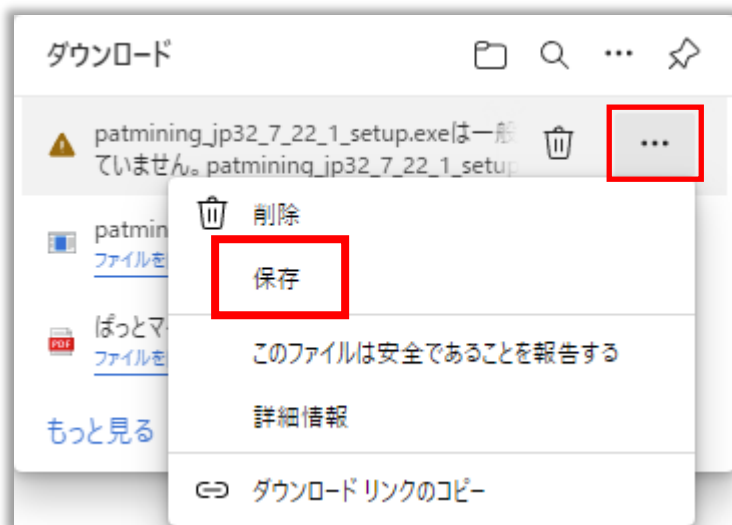 ダウンロード
patmining_jp32_7_22_1_setup.exeは一般
ていません。patmining_jp32_7_22_1_setup
削除
patmin
ファイルを
保存
ぱっとマイ
PDF
ファイルを
このファイルは安全であることを報告する
詳細情報
もっと見る
ダウンロード リンクのコピー